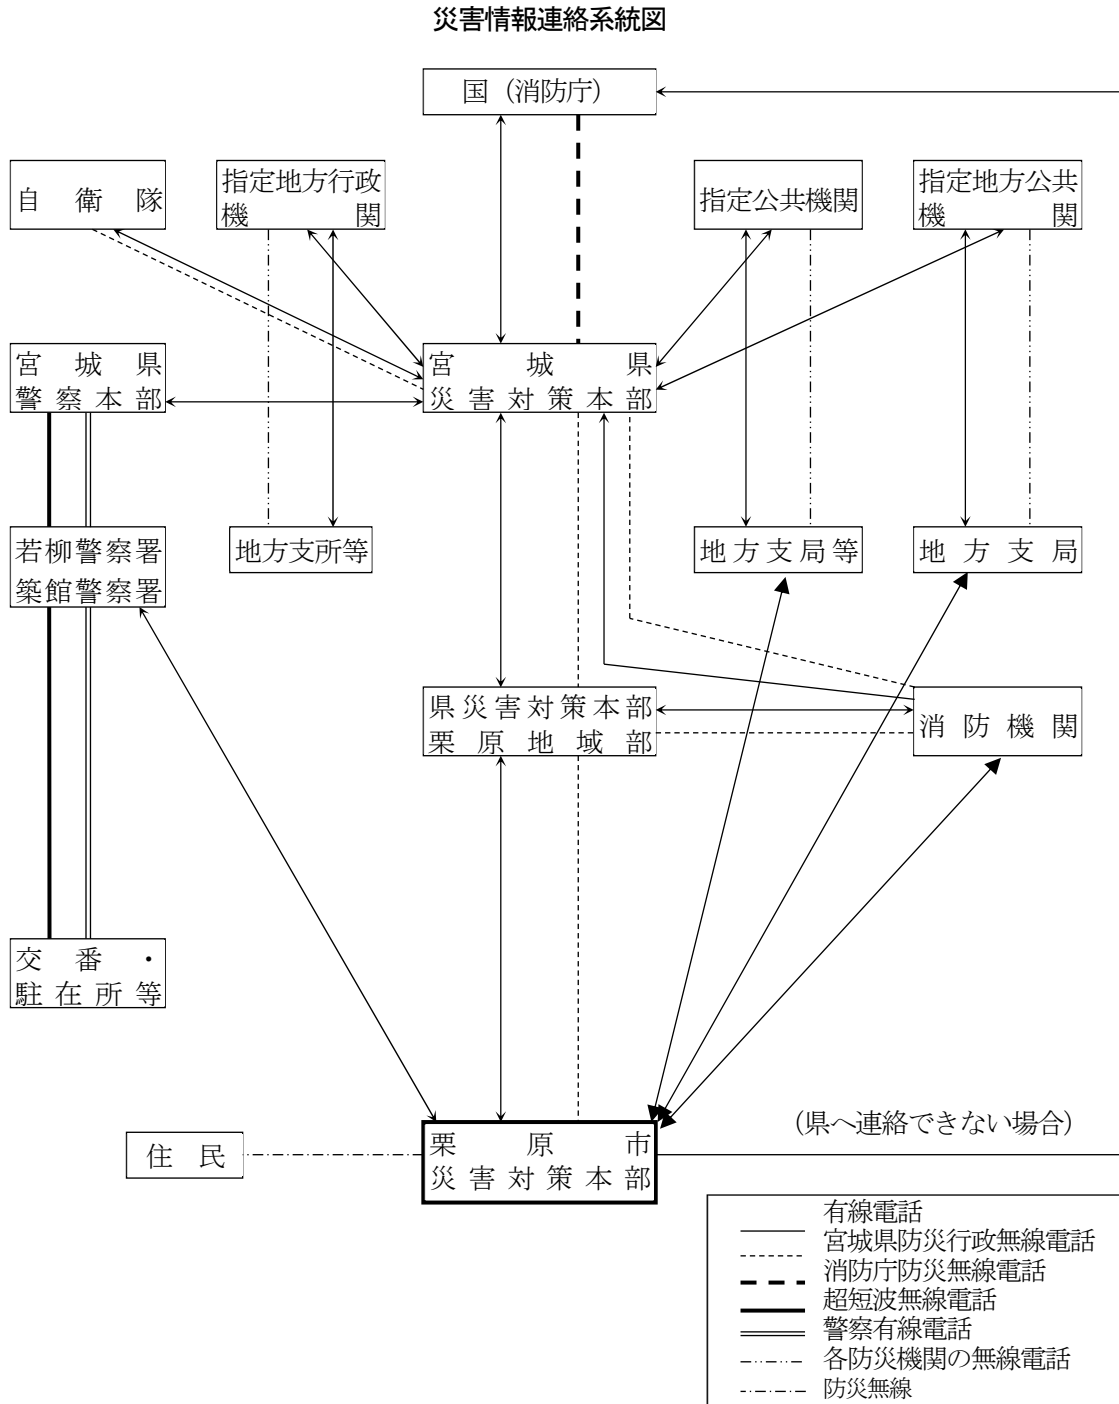 災害情報連絡系統図
国（消防庁）
自衛隊
指定地方行政
機関
指定公共機関
指定地方公共
機関
宮城県
警察本部
宮城県
災害対策本部
若柳警察署
築館警察署
地方支所等
地方支局等
地方支局
県災害対策本部
栗原地域部
消防機関
交番・
駐在所等
（県へ連絡できない場合）
住民
栗原市
災害対策本部
有線電話
宮城県防災行政無線電話
消防庁防災無線電話
超短波無線電話
警察有線電話
各防災機関の無線電話
防災無線